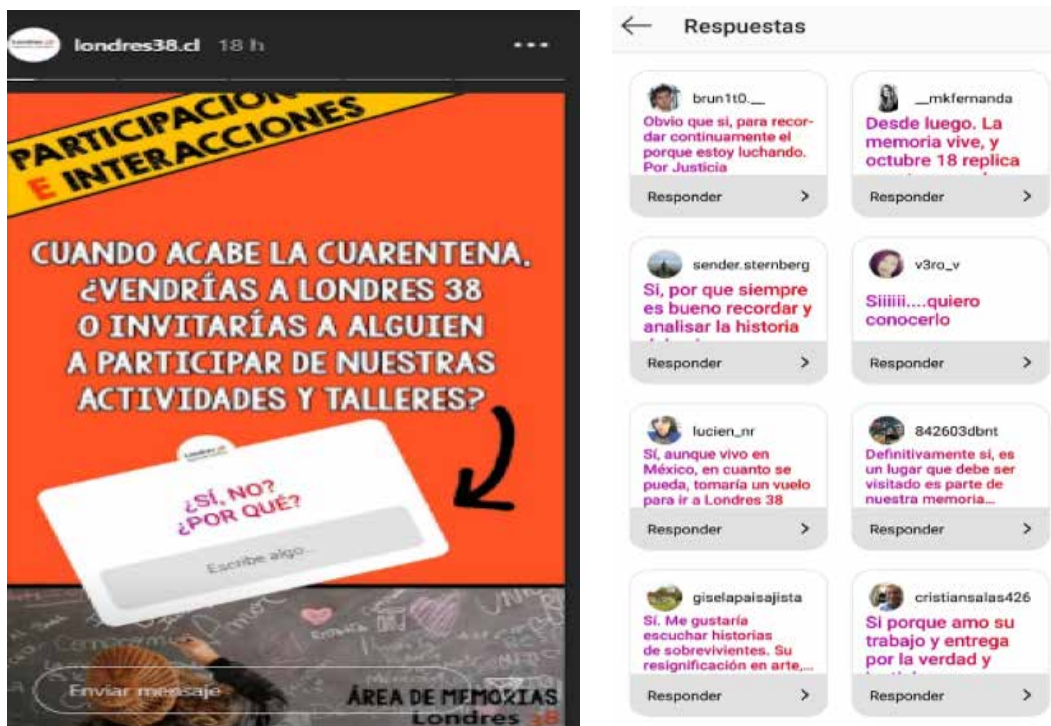 londres38.cl 18 h
PARTICIPACIÓN
E INTERACCIONES
CUANDO ACABE LA CUARENTENA,
¿VENDRÍAS A LONDRES 38
O INVITARÍAS A ALGUIEN
A PARTICIPAR DE NUESTRAS
ACTIVIDADES Y TALLERES?
¿SÍ, NO?
¿POR QUÉ?
Escribe algo...
Enviar mensaje
ÁREA DE MEMORIAS
Londres 38
Respuestas
brun1t0.__
Obvio que si, para recor-
dar continuamente el
porque estoy luchando.
Por Justicia
Responder
__mkfernanda
Desde luego. La
memoria vive, y
octubre 18 replica
Responder
sender.sternberg
Si, por que siempre
es bueno recordar y
analisar la historia
Responder
v3ro_v
Siiiiii....quiero
conocerlo
Responder
lucien_nr
Sí, aunque vivo en
México, en cuanto se
pueda, tomaría un vuelo
para ir a Londres 38
Responder
842603dbnt
Definitivamente si, es
un lugar que debe ser
visitado es parte de
nuestra memoria...
Responder
giselapaisajista
Sí. Me gustaría
escuchar historias
de sobrevivientes. Su
resignificación en arte,...
Responder
cristiansalas426
Si porque amo su
trabajo y entrega
por la verdad y
Responder